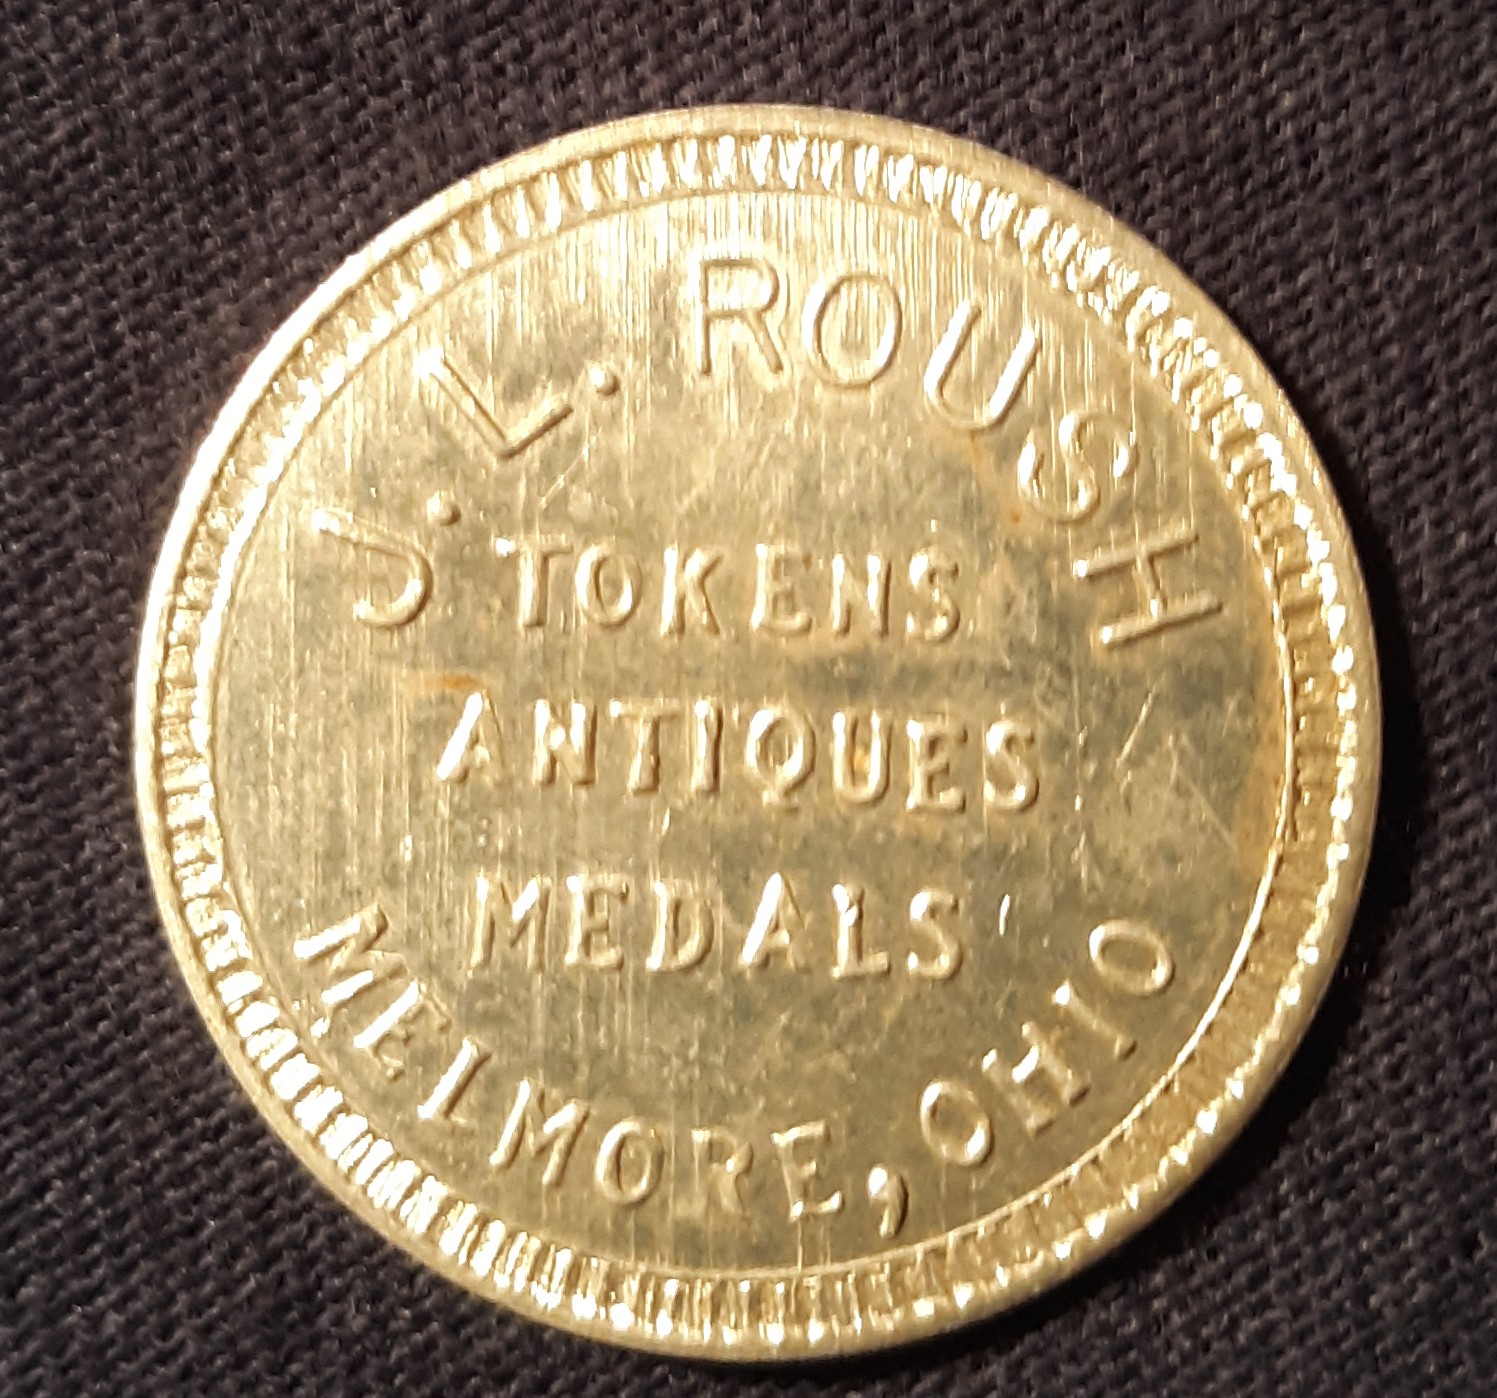 J. L. ROUSH
TOKENS
ANTIQUES
MEDALS
MELMORE, OHIO